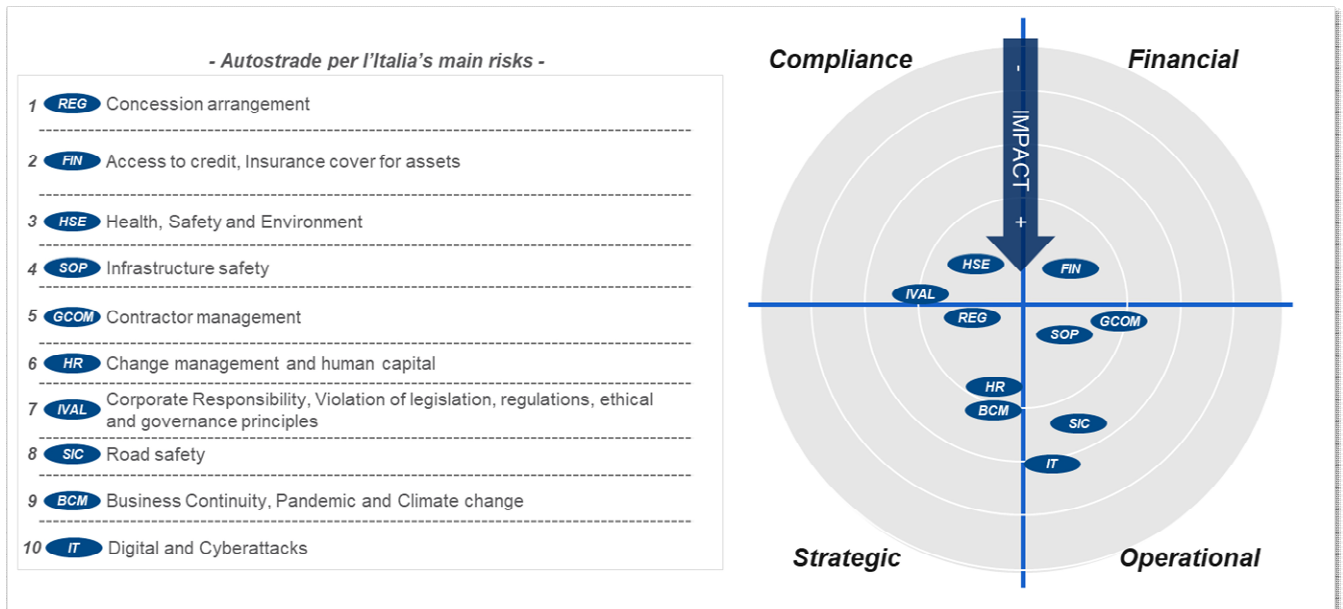 - Autostrade per l'Italia's main risks -
1 REG Concession arrangement
2 FIN Access to credit, Insurance cover for assets
3 HSE Health, Safety and Environment
4 SOP Infrastructure safety
5 GCOM Contractor management
6 HR Change management and human capital
7 IVAL Corporate Responsibility, Violation of legislation, regulations, ethical
and governance principles
8 SIC Road safety
9 BCM Business Continuity, Pandemic and Climate change
10 IT Digital and Cyberattacks
Compliance
Financial
- IMPACT +
HSE
FIN
IVAL
REG
GCOM
SOP
HR
BCM
SIC
IT
Strategic
Operational